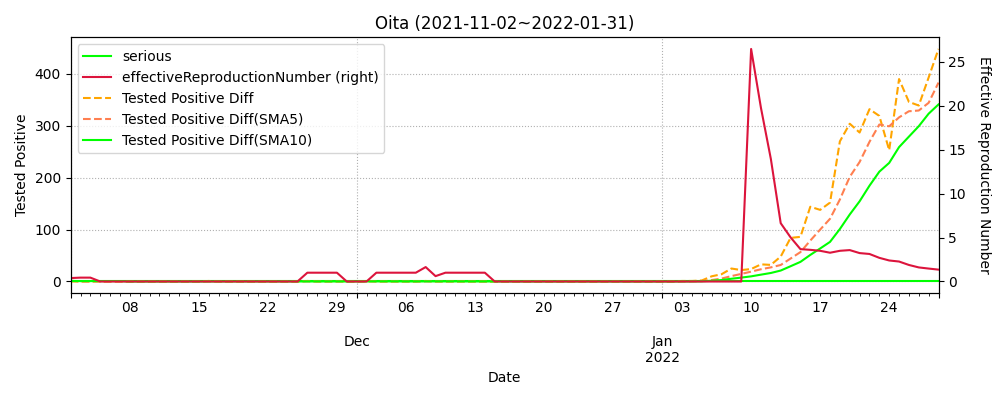 Oita (2021-11-02~2022-01-31)
serious
effectiveReproductionNumber (right)
Tested Positive Diff
Tested Positive Diff(SMA5)
Tested Positive Diff(SMA10)
Tested Positive
400
300
200
100
0
25
20
15
10
5
0
Effective Reproduction Number
08 15 22 29 06 13 20 27 03 10 17 24
Dec Jan
2022
Date